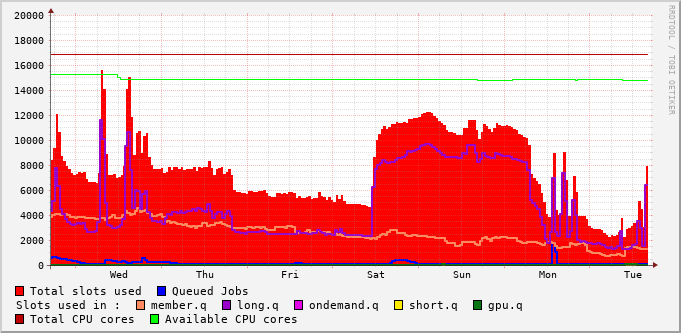 RRDTOOL / TOBI OETIKER
20000
18000
16000
14000
12000
10000
8000
6000
4000
2000
0
Wed Thu Fri Sat Sun Mon Tue
Total slots used Queued Jobs
Slots used in : member.q long.q ondemand.q short.q gpu.q
Total CPU cores Available CPU cores